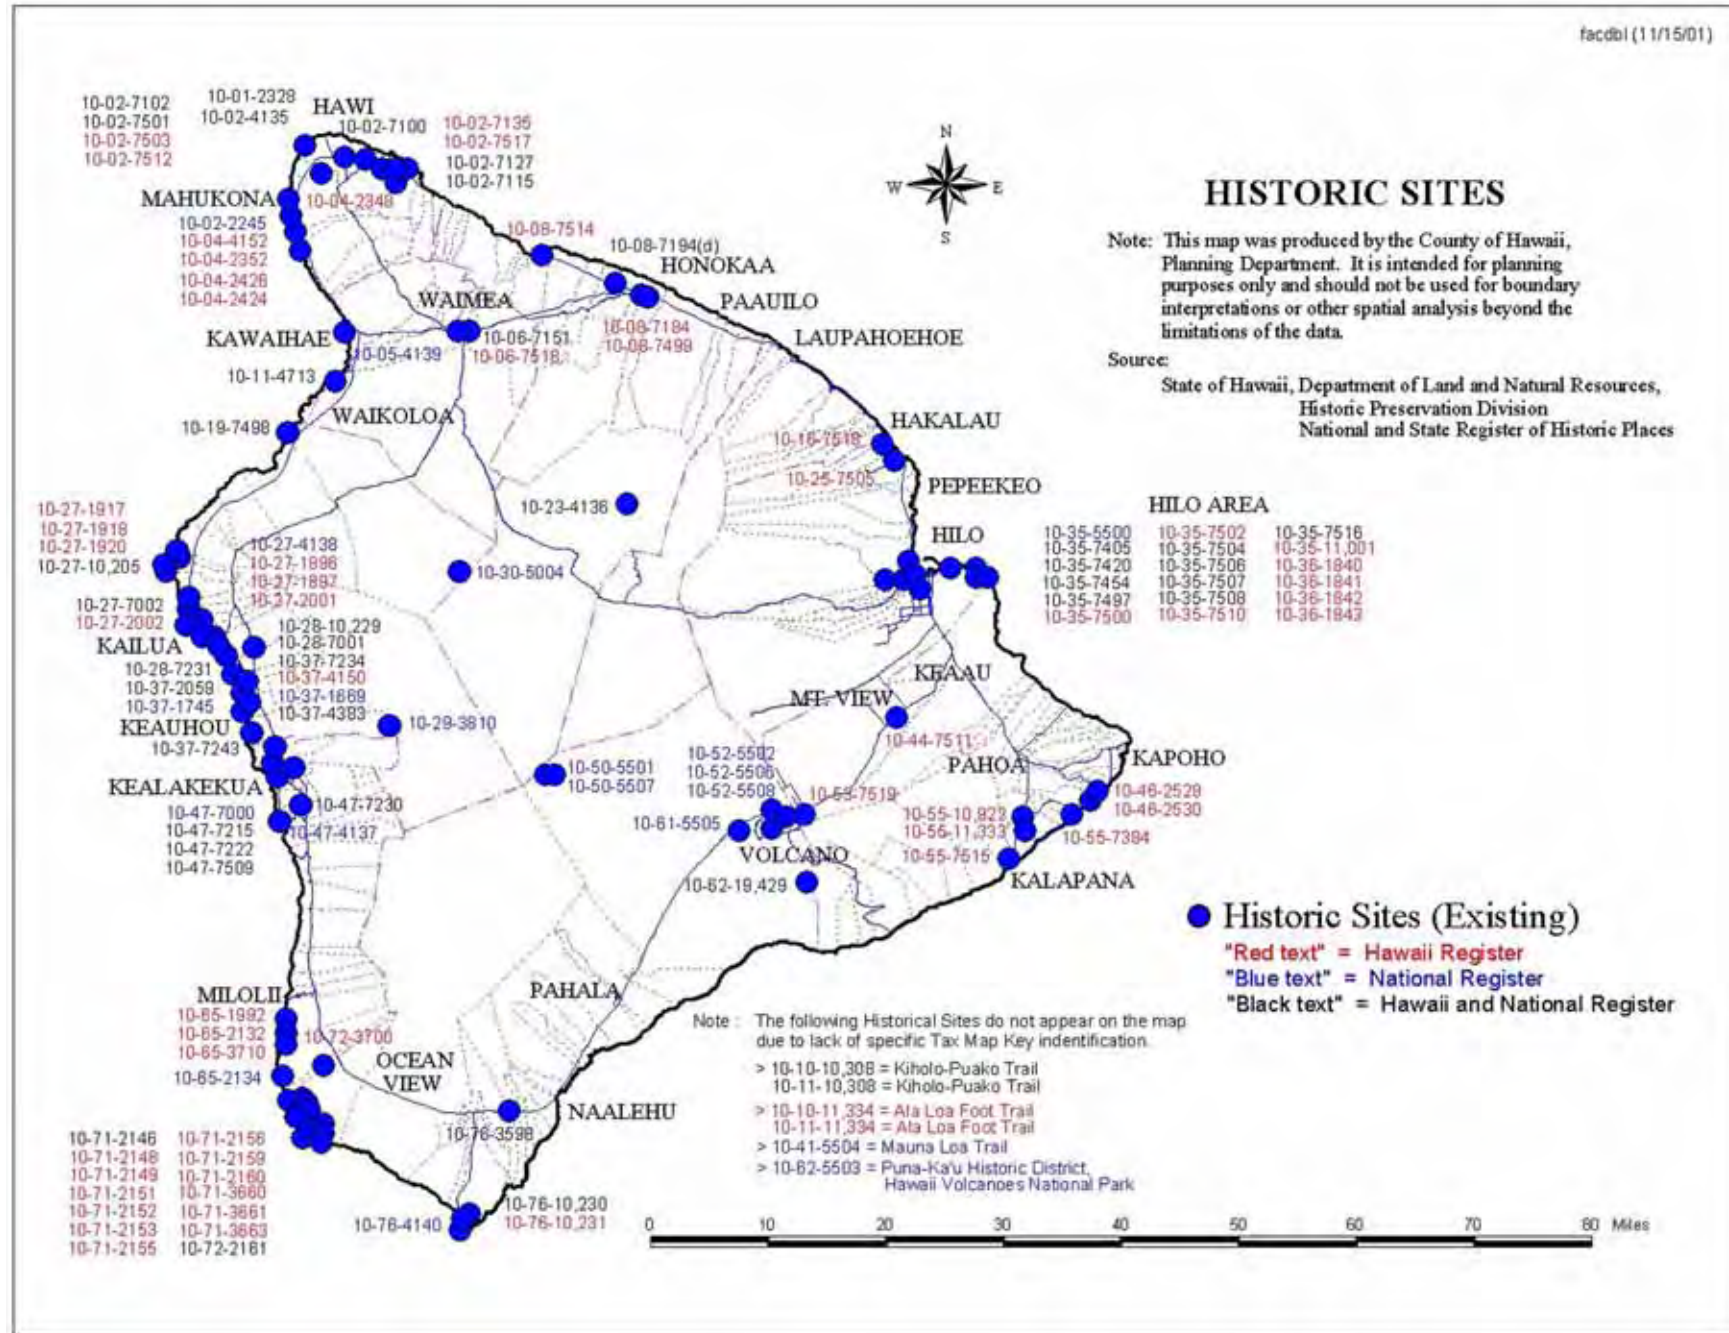 facdbl (11/15/01)
10-02-7102
10-02-7501
10-02-7503
10-02-7512
10-01-2328
10-02-4135
HAWI
10-02-7100
10-02-7135
10-02-7517
10-02-7127
10-02-7115
MAHUKONA
10-04-2348
10-02-2245
10-04-4152
10-04-2352
10-04-2426
10-04-2424
10-08-7514
10-08-7194(d)
HONOKAA
WAIMEA
PAAUILO
10-08-7184
10-08-7499
LAUPAHOEHOE
KAWAIHAE
10-05-4139
10-06-7151
10-06-7518
10-11-4713
WAIKOLOA
10-19-7498
HAKALAU
10-16-7518
10-25-7505
PEPEEKEO
10-23-4136
HILO
N
W
E
S
HISTORIC SITES
Note: This map was produced by the County of Hawaii,
Planning Department. It is intended for planning
purposes only and should not be used for boundary
interpretations or other spatial analysis beyond the
limitations of the data.
Source:
State of Hawaii, Department of Land and Natural Resources,
Historic Preservation Division
National and State Register of Historic Places
HILO AREA
10-35-5500 10-35-7502 10-35-7516
10-35-7405 10-35-7504 10-35-11,001
10-35-7420 10-35-7506 10-36-1840
10-35-7454 10-35-7507 10-36-1841
10-35-7497 10-35-7508 10-36-1842
10-35-7500 10-35-7510 10-36-1843
10-27-1917
10-27-1918
10-27-1920
10-27-10,205
10-27-4138
10-27-1896
10-27-1897
10-37-2001
10-30-5004
10-27-7002
10-27-2002
KAILUA
10-28-10,229
10-28-7001
10-37-7234
10-37-4150
10-37-1669
10-37-4383
10-28-7231
10-37-2059
10-37-1745
KEAUHOU
10-37-7243
10-29-3810
KEAAU
MT. VIEW
10-44-7511
KEALAKEKUA
10-47-7230
10-47-7000
10-47-4137
10-47-7215
10-47-7222
10-47-7509
10-50-5501
10-50-5507
10-52-5502
10-52-5506
10-52-5508
10-53-7519
10-61-5505
VOLCANO
10-62-19,429
PAHOA
KAPOHO
10-46-2528
10-46-2530
10-55-10,923
10-55-11,333
10-55-7384
10-55-7515
KALAPANA
Historic Sites (Existing)
"Red text" = Hawaii Register
"Blue text" = National Register
"Black text" = Hawaii and National Register
MILOLII
10-65-1992
10-65-2132
10-65-3710
10-72-3700
10-65-2134
OCEAN
VIEW
PAHALA
NAALEHU
10-76-3598
10-71-2146 10-71-2156
10-71-2148 10-71-2159
10-71-2149 10-71-2160
10-71-2151 10-71-3660
10-71-2152 10-71-3661
10-71-2153 10-71-3663
10-71-2155 10-72-2161
10-76-10,230
10-76-4140
10-76-10,231
Note : The following Historical Sites do not appear on the map
due to lack of specific Tax Map Key indentification.
> 10-10-10,308 = Kiholo-Puako Trail
10-11-10,308 = Kiholo-Puako Trail
> 10-10-11,334 = Ala Loa Foot Trail
10-11-11,334 = Ala Loa Foot Trail
> 10-41-5504 = Mauna Loa Trail
> 10-62-5503 = Puna-Ka'u Historic District,
Hawaii Volcanoes National Park
0 10 20 30 40 50 60 70 80 Miles